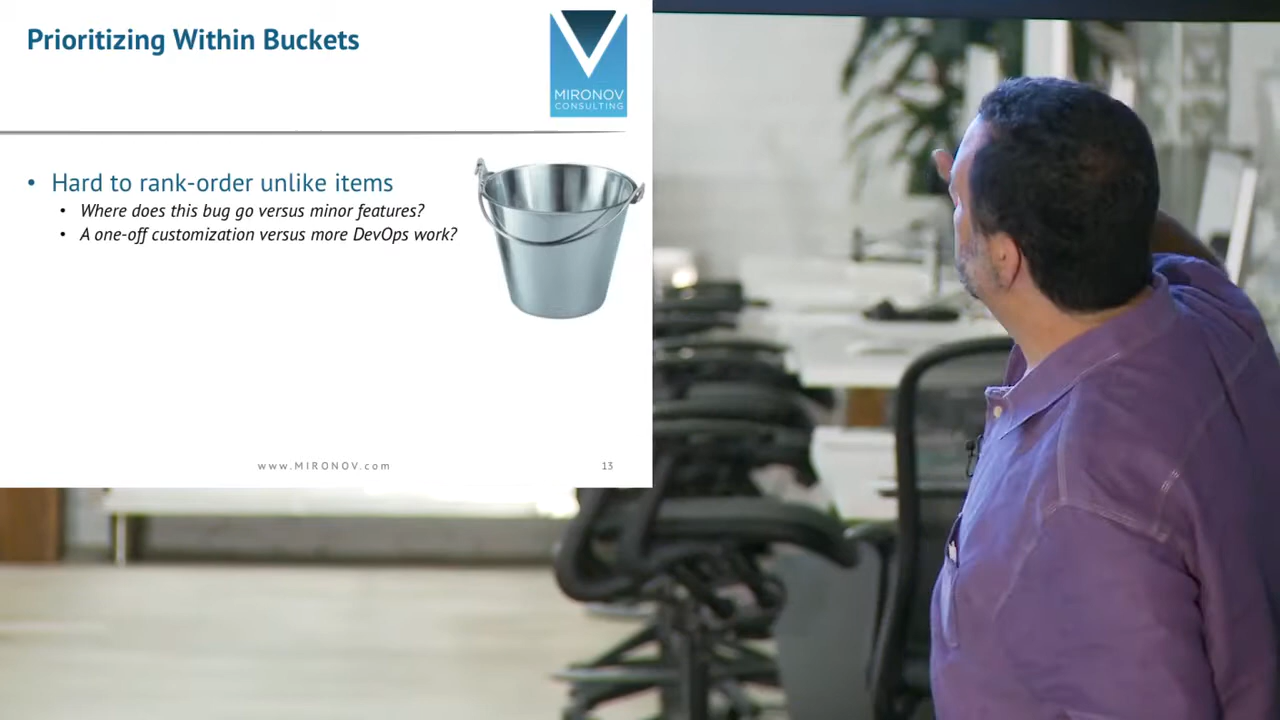 Prioritizing Within Buckets
MIRONOV
CONSULTING
• Hard to rank-order unlike items
• Where does this bug go versus minor features?
• A one-off customization versus more DevOps work?
www.MIRONOV.com
13